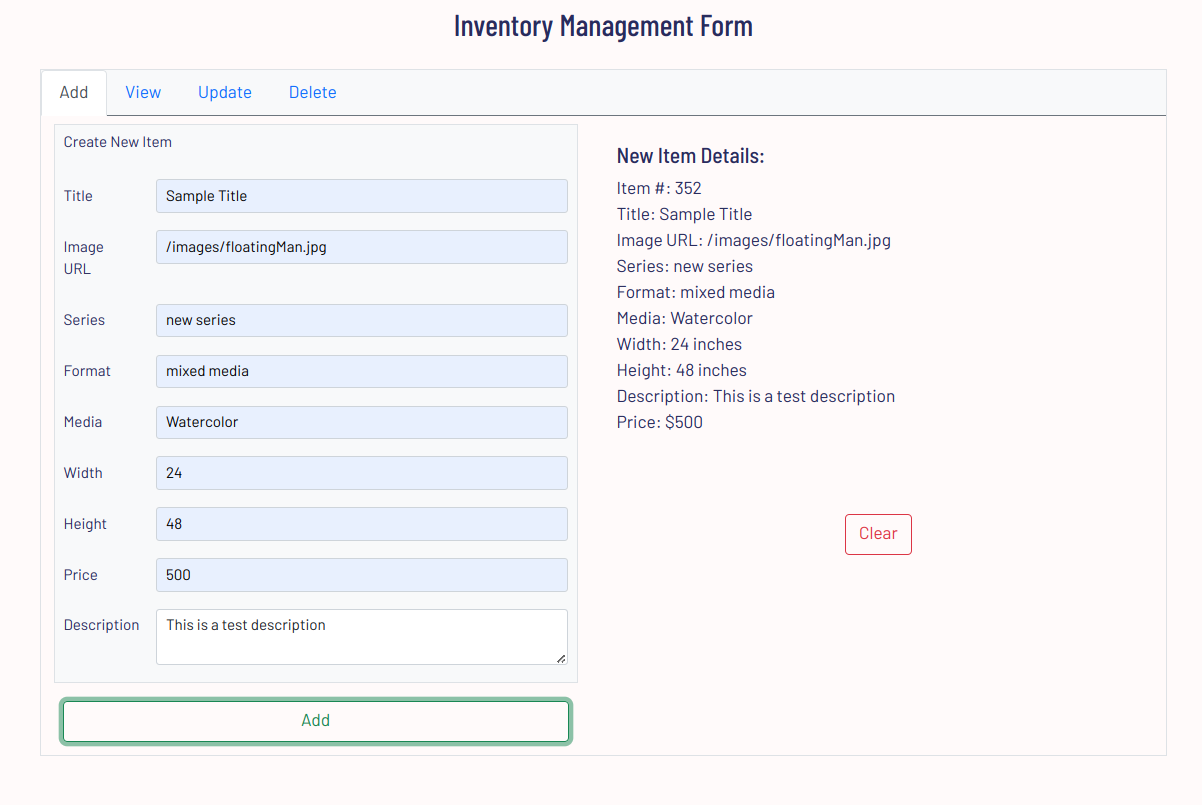 Inventory Management Form
Add View Update Delete
Create New Item
Title Sample Title
Image URL /images/floatingMan.jpg
Series new series
Format mixed media
Media Watercolor
Width 24
Height 48
Price 500
Description This is a test description
Add
New Item Details:
Item #: 352
Title: Sample Title
Image URL: /images/floatingMan.jpg
Series: new series
Format: mixed media
Media: Watercolor
Width: 24 inches
Height: 48 inches
Description: This is a test description
Price: $500
Clear